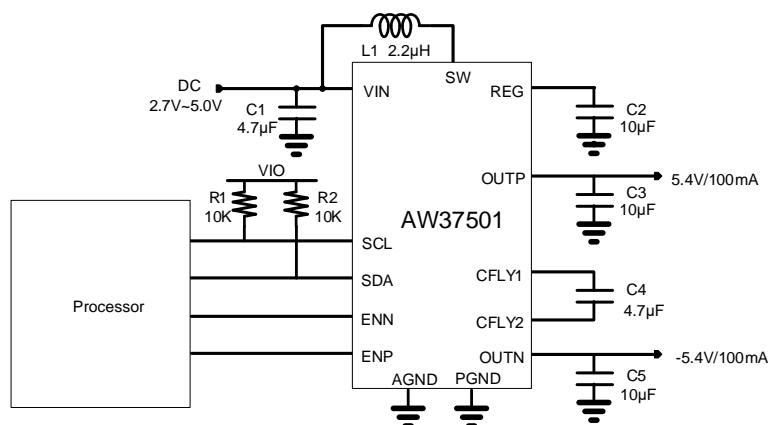 L1 2.2µH
SW
DC
2.7V~5.0V
VIN
REG
C1
4.7µF
C2
10µF
VIO
R1
10K
R2
10K
OUTP
5.4V/100mA
C3
10µF
AW37501
SCL
SDA
CFLY1
C4
4.7µF
Processor
ENN
CFLY2
ENP
OUTN
-5.4V/100mA
AGND
PGND
C5
10µF